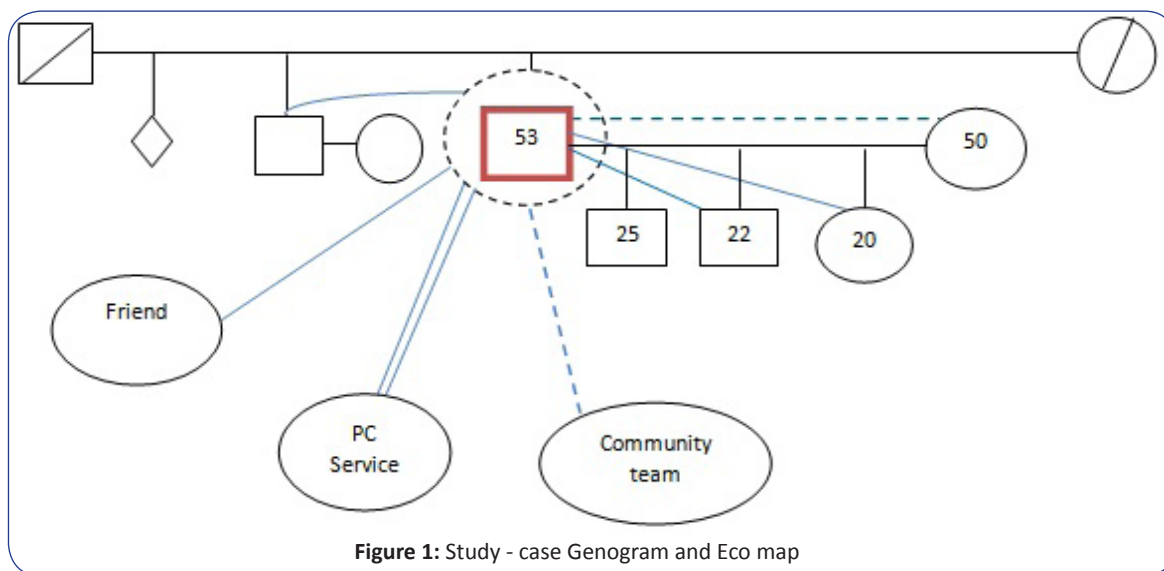 53
50
25
22
20
Friend
PC
Service
Community
team
Figure 1: Study - case Genogram and Eco map